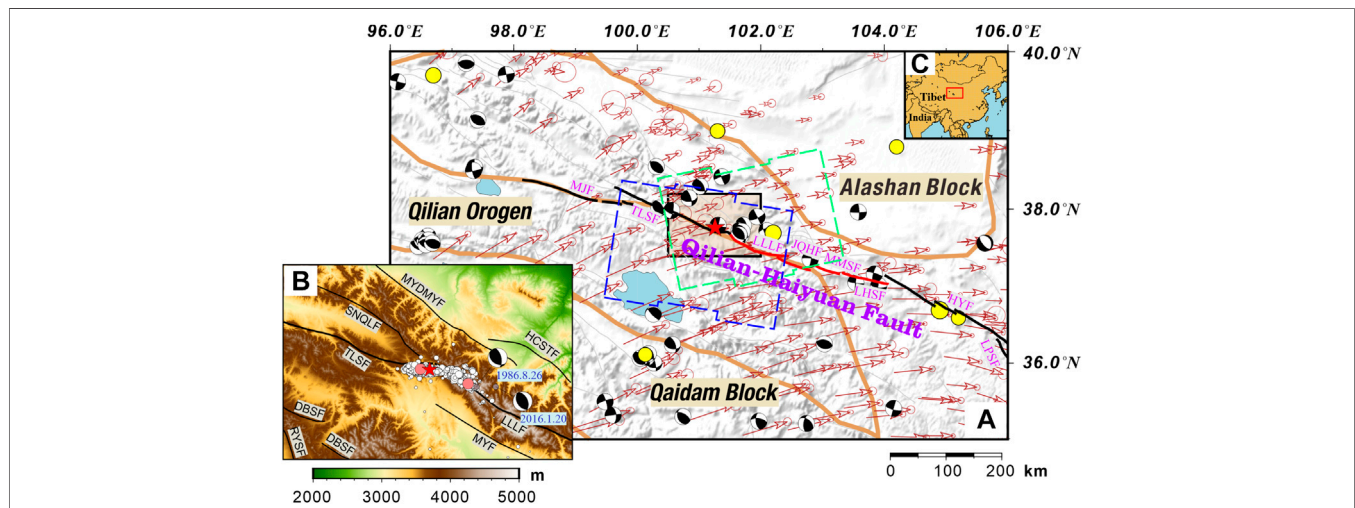 96.0°E 98.0°E 100.0°E 102.0°E 104.0°E 106.0°E
40.0°N
C
Tibet
India
Alashan Block
MJF
38.0°N
Qilian Orogen
TLSF
LLLF
JQHF
MMSF
Qilian-Haiyuan Fault
LHSF
HYF
LPSF
36.0°N
Qaidam Block
A
B
MYDMYF
SNQLF
HCSTF
TLSF
1986.8.26
2016.1.20
DBSF
LLLF
RYSF
DBSF
MYF
m
2000 3000 4000 5000
km
0 100 200